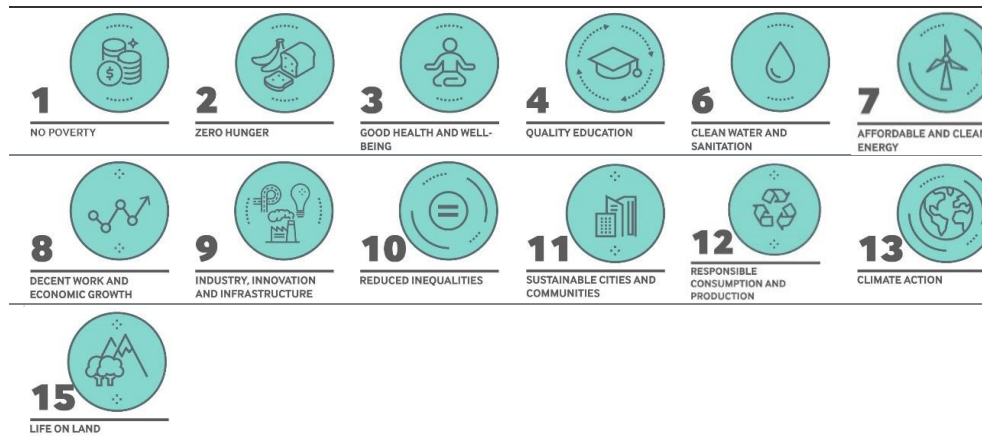 1
NO POVERTY
2
ZERO HUNGER
3
GOOD HEALTH AND WELL-
BEING
4
QUALITY EDUCATION
6
CLEAN WATER AND
SANITATION
7
AFFORDABLE AND CLEAN
ENERGY
8
DECENT WORK AND
ECONOMIC GROWTH
9
INDUSTRY, INNOVATION
AND INFRASTRUCTURE
10
REDUCED INEQUALITIES
11
SUSTAINABLE CITIES AND
COMMUNITIES
12
RESPONSIBLE
CONSUMPTION AND
PRODUCTION
13
CLIMATE ACTION
15
LIFE ON LAND